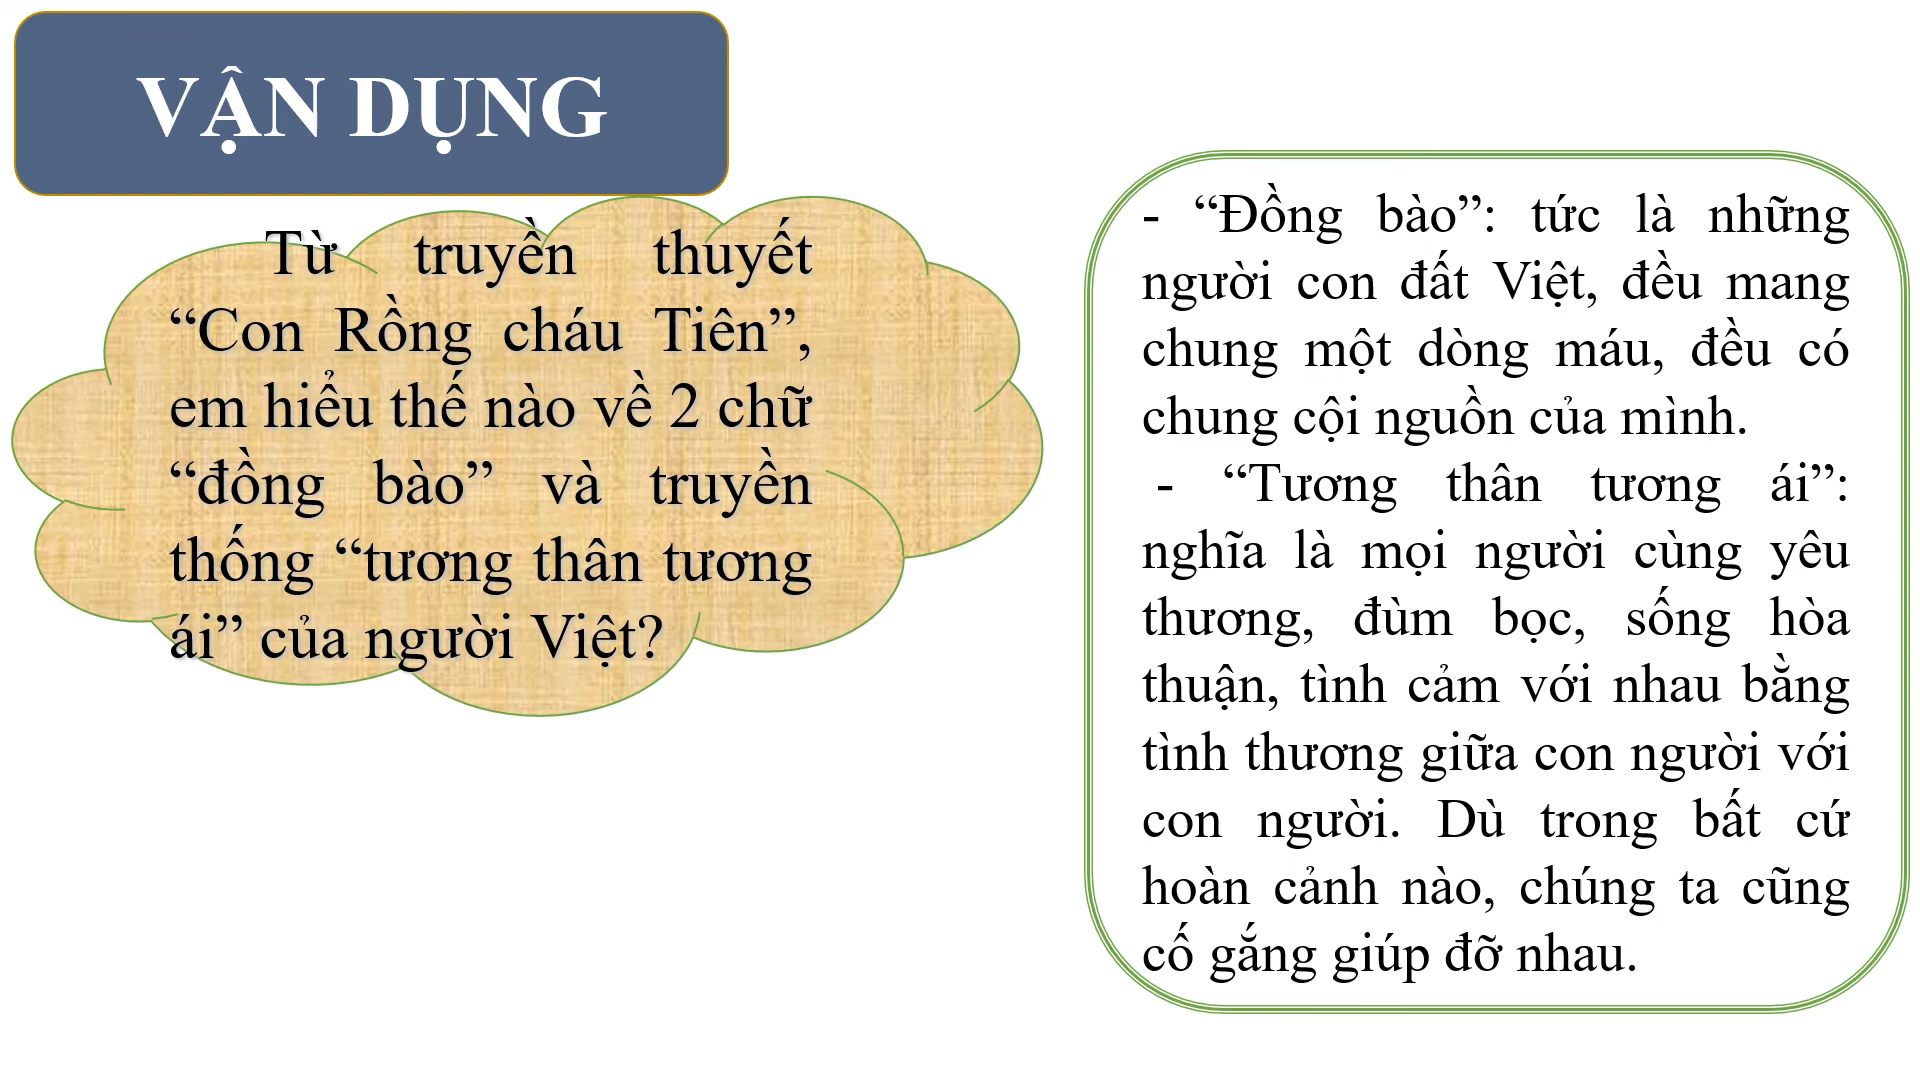 VẬN DỤNG
Từ truyền thuyết
“Con Rồng cháu Tiên”,
em hiểu thế nào về 2 chữ
“đồng bào” và truyền
thống “tương thân tương
ái” của người Việt?
- “Đồng bào”: tức là những
người con đất Việt, đều mang
chung một dòng máu, đều có
chung cội nguồn của mình.
- “Tương thân tương ái”:
nghĩa là mọi người cùng yêu
thương, đùm bọc, sống hòa
thuận, tình cảm với nhau bằng
tình thương giữa con người với
con người. Dù trong bất cứ
hoàn cảnh nào, chúng ta cũng
cố gắng giúp đỡ nhau.